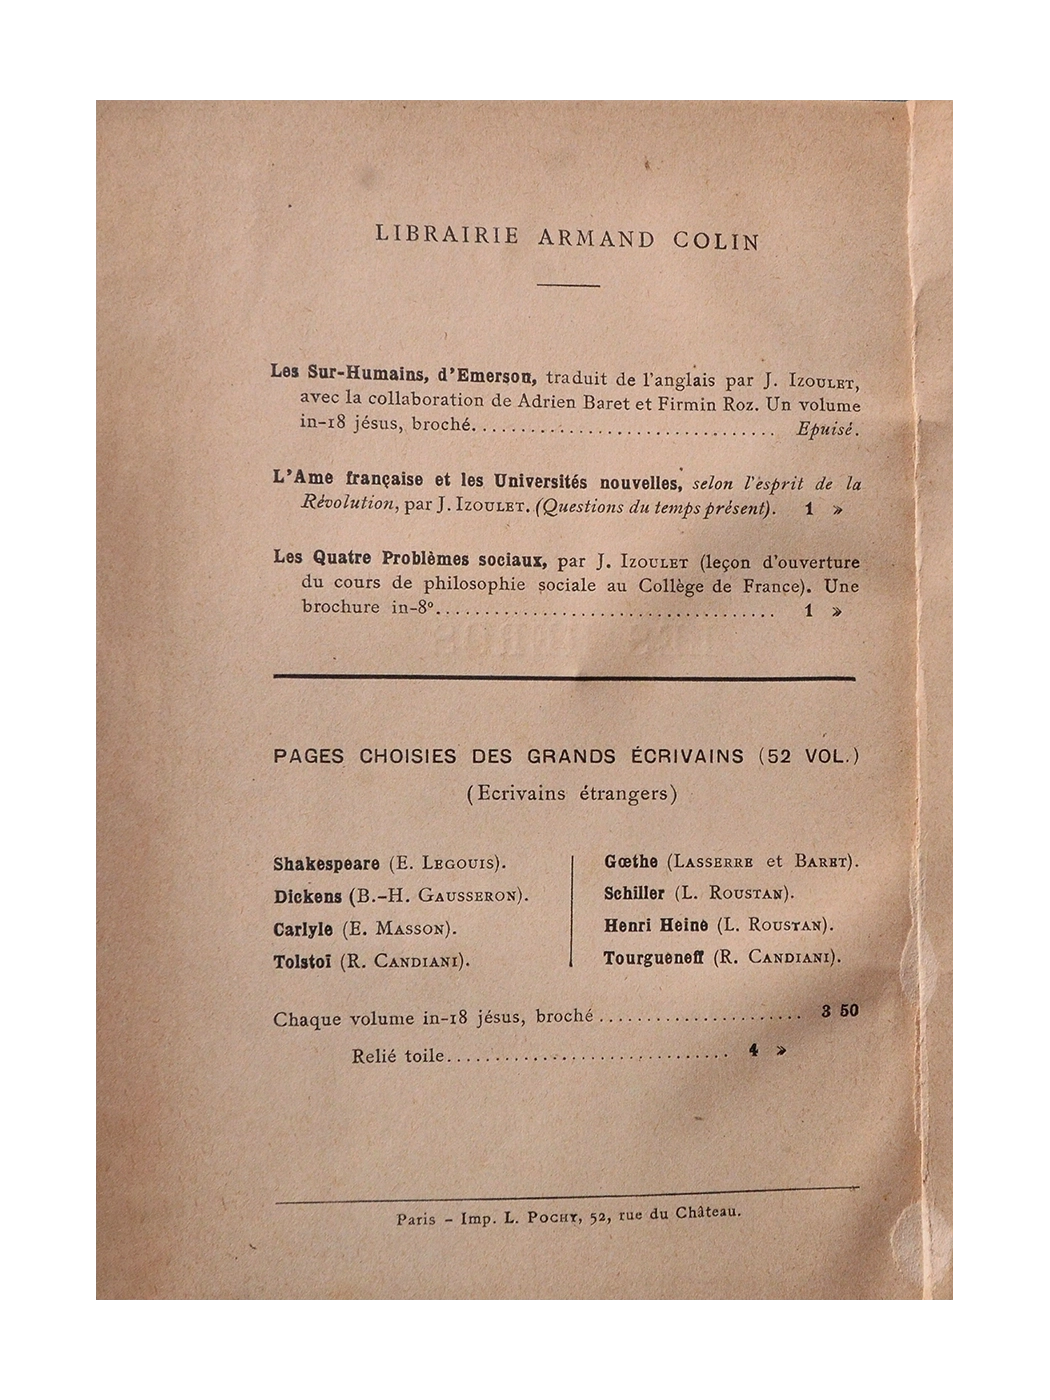 LIBRAIRIE ARMAND COLIN
Les Sur-Humains, d'Emerson, traduit de l'anglais par J. IZOULET,
avec la collaboration de Adrien Baret et Firmin Roz. Un volume
in-18 jésus, broché................................ Epuisé.
L'Ame française et les Universités nouvelles, selon l'esprit de la
Révolution, par J. IZOULET. (Questions du temps présent). 1 »
Les Quatre Problèmes sociaux, par J. IZOULET (leçon d'ouverture
du cours de philosophie sociale au Collège de France). Une
brochure in-8º................................... 1 »
PAGES CHOISIES DES GRANDS ÉCRIVAINS (52 VOL.)
(Ecrivains étrangers)
Shakespeare (E. LEGOUIS).
Dickens (B.-H. GAUSSERON).
Carlyle (E. MASSON).
Tolstoï (R. CANDIANI).
Gœthe (LASSERRE et BARET).
Schiller (L. ROUSTAN).
Henri Heine (L. ROUSTAN).
Tourgueneff (R. CANDIANI).
Chaque volume in-18 jésus, broché..................... 3 50
Relié toile............................. 4 »
Paris - Imp. L. POCHY, 52, rue du Château.